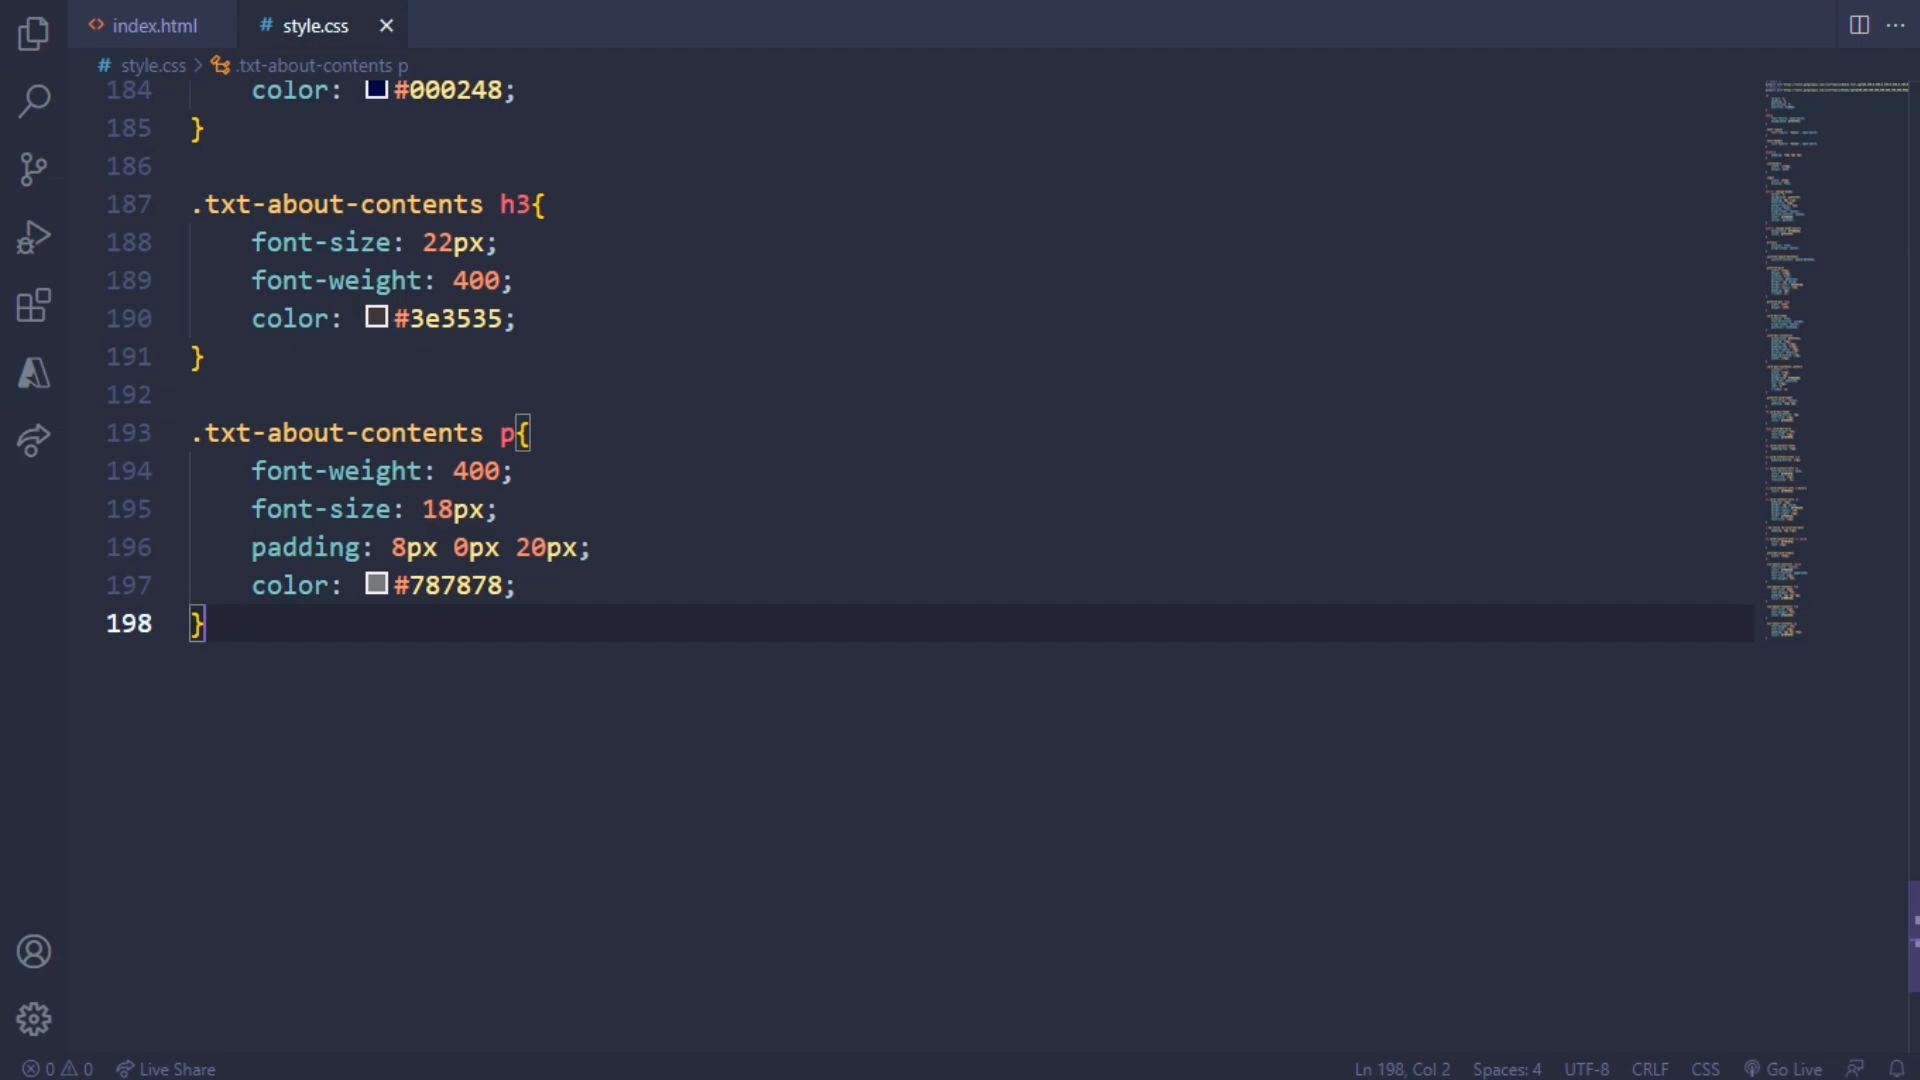 index.html
# style.css
# style.css > .txt-about-contents p
184 color: #000248;
185 }
186
187 .txt-about-contents h3{
188 font-size: 22px;
189 font-weight: 400;
190 color: #3e3535;
191 }
192
193 .txt-about-contents p{
194 font-weight: 400;
195 font-size: 18px;
196 padding: 8px 0px 20px;
197 color: #787878;
198 }
0 0 Live Share Ln 198, Col 2 Spaces: 4 UTF-8 CRLF CSS Go Live